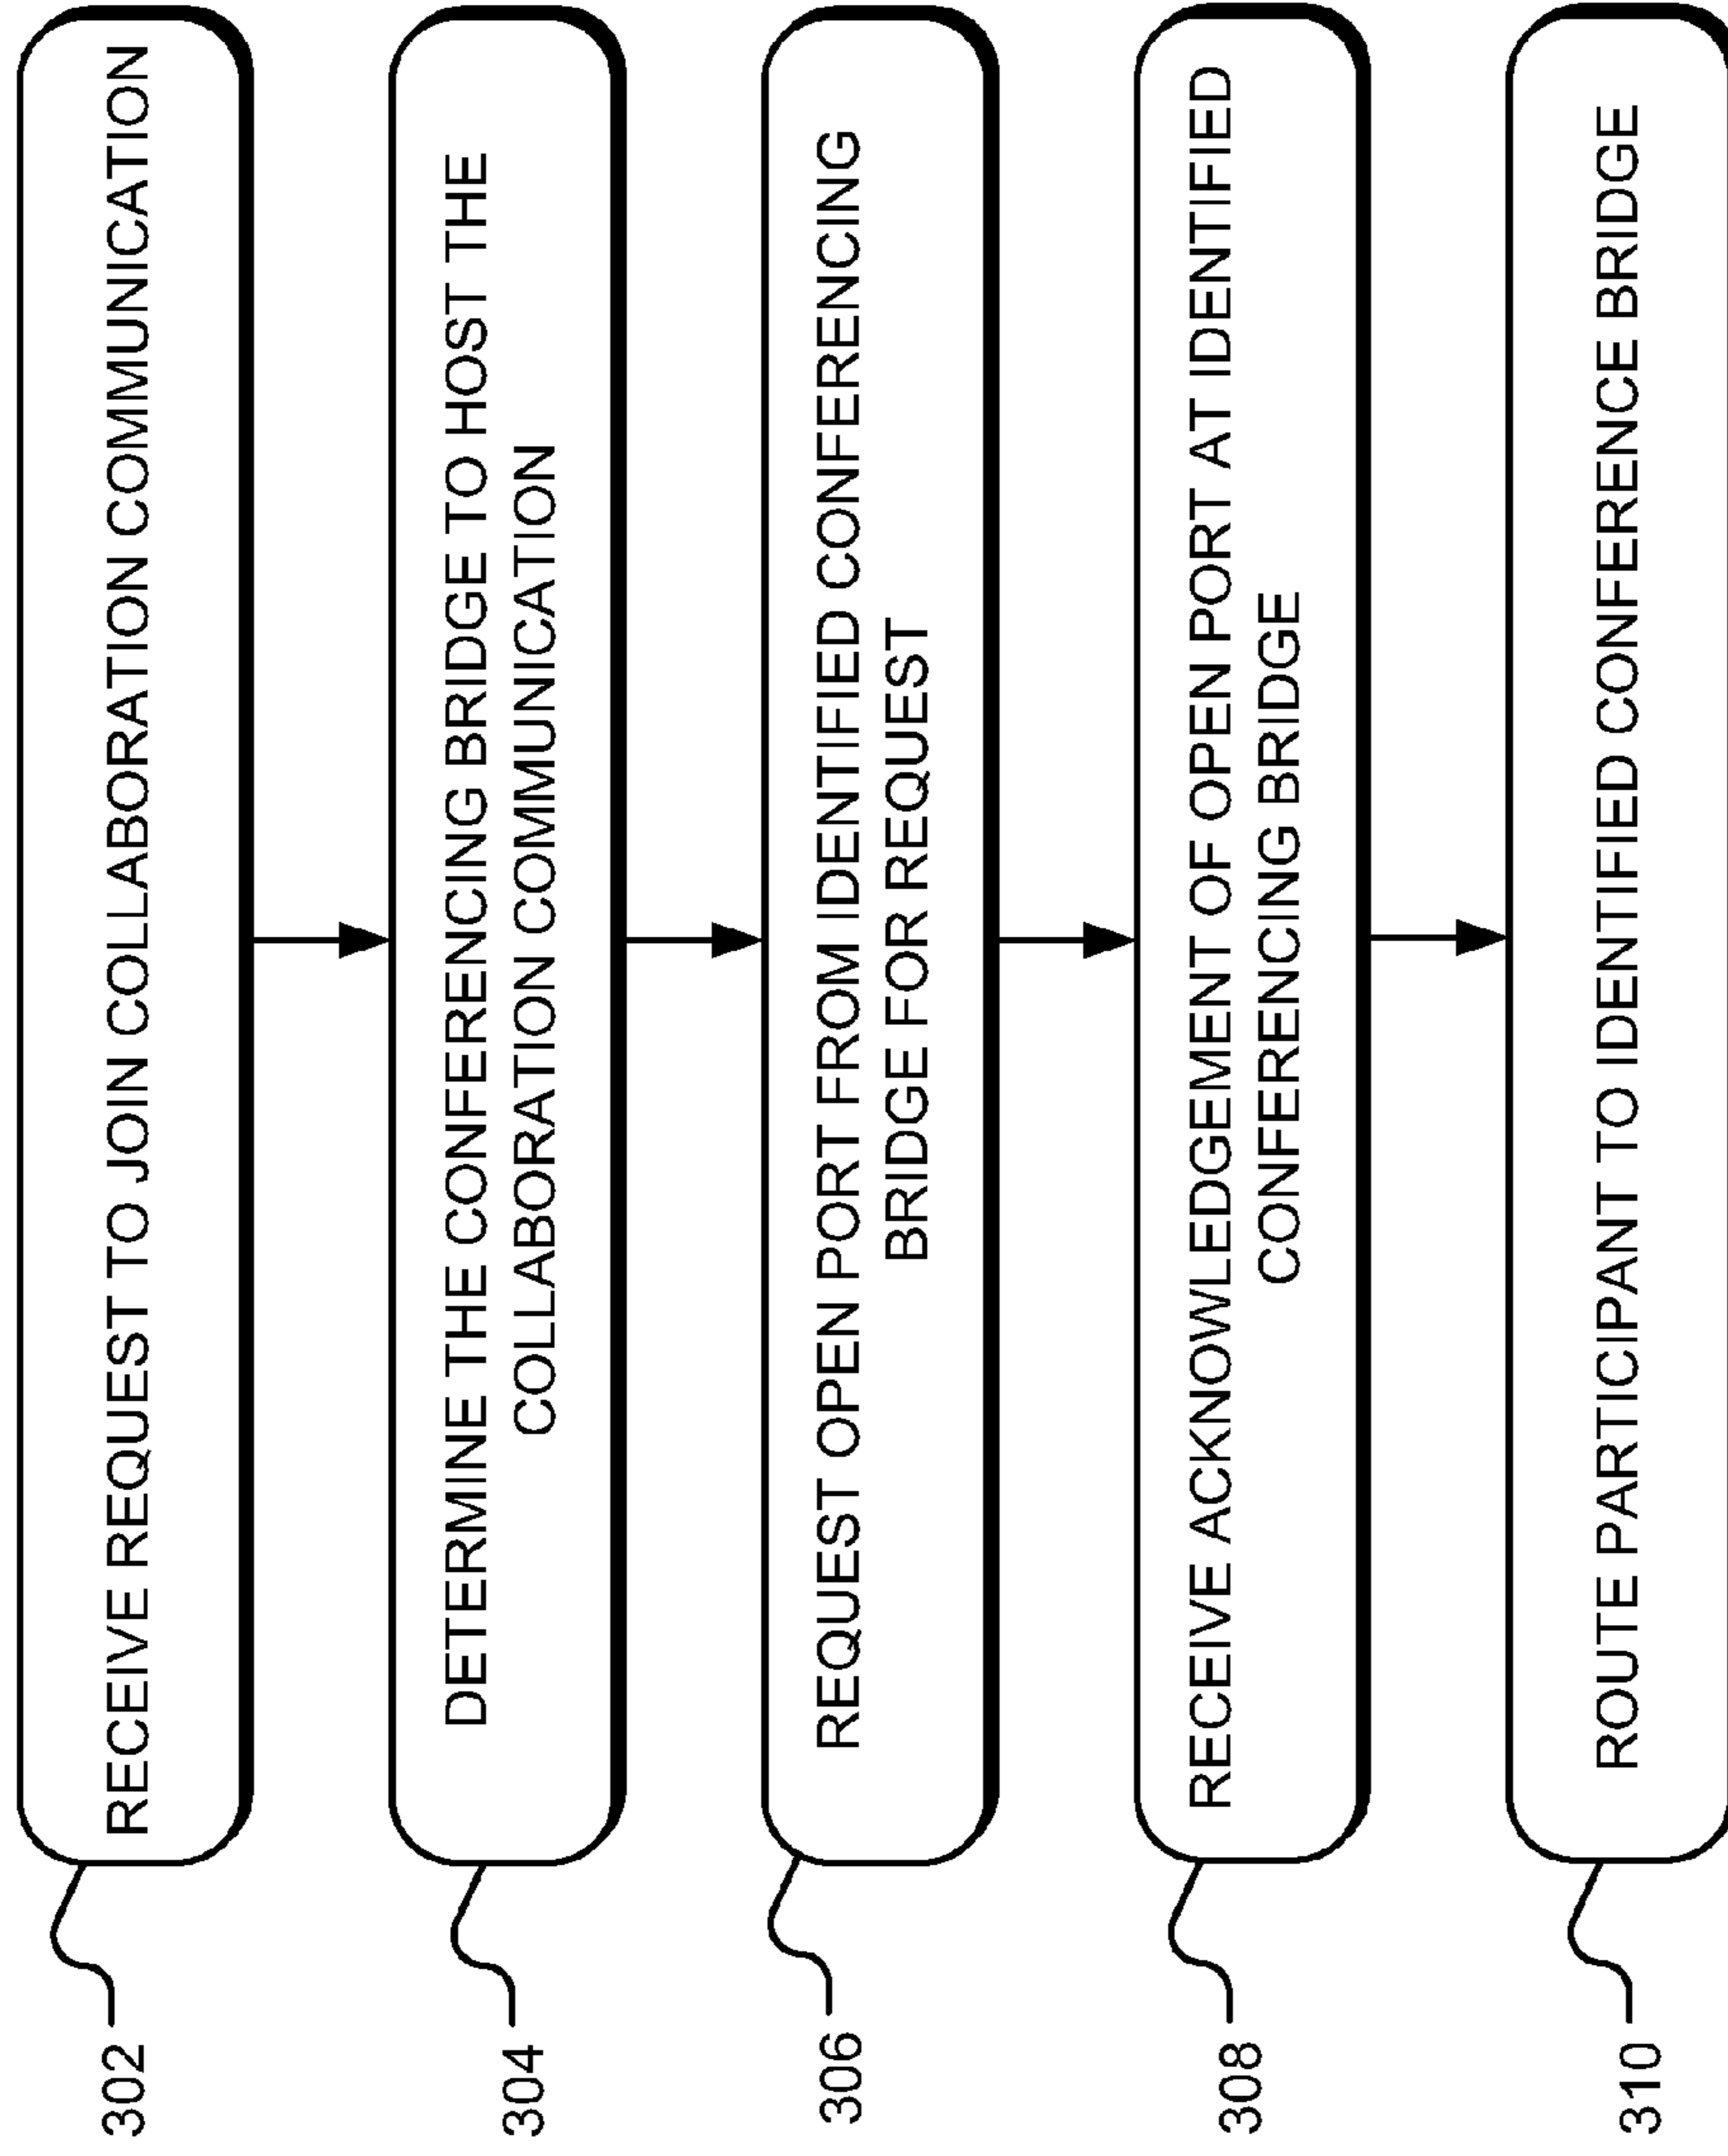 302
RECEIVE REQUEST TO JOIN COLLABORATION COMMUNICATION
304
DETERMINE THE CONFERENCING BRIDGE TO HOST THE
COLLABORATION COMMUNICATION
306
REQUEST OPEN PORT FROM IDENTIFIED CONFERENCING
BRIDGE FOR REQUEST
308
RECEIVE ACKNOWLEDGEMENT OF OPEN PORT AT IDENTIFIED
CONFERENCING BRIDGE
310
ROUTE PARTICIPANT TO IDENTIFIED CONFERENCE BRIDGE